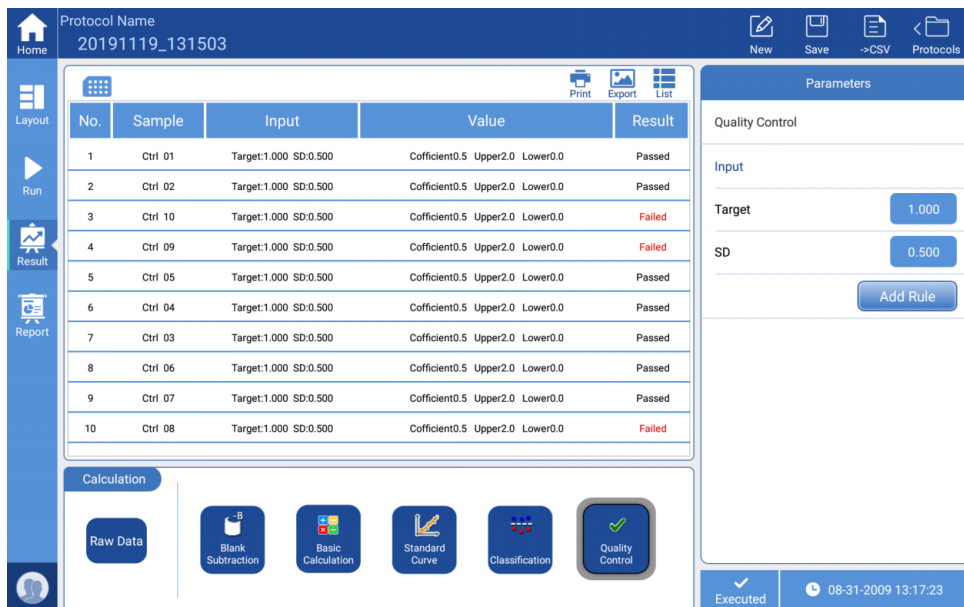 Protocol Name
20191119_131503
Home
New
Save
->CSV
Protocols
Layout
Run
Result
Report
Print
Export
List
No. Sample Input Value Result
1 Ctrl 01 Target:1.000 SD:0.500 Cofficient0.5 Upper2.0 Lower0.0 Passed
2 Ctrl 02 Target:1.000 SD:0.500 Cofficient0.5 Upper2.0 Lower0.0 Passed
3 Ctrl 10 Target:1.000 SD:0.500 Cofficient0.5 Upper2.0 Lower0.0 Failed
4 Ctrl 09 Target:1.000 SD:0.500 Cofficient0.5 Upper2.0 Lower0.0 Failed
5 Ctrl 05 Target:1.000 SD:0.500 Cofficient0.5 Upper2.0 Lower0.0 Passed
6 Ctrl 04 Target:1.000 SD:0.500 Cofficient0.5 Upper2.0 Lower0.0 Passed
7 Ctrl 03 Target:1.000 SD:0.500 Cofficient0.5 Upper2.0 Lower0.0 Passed
8 Ctrl 06 Target:1.000 SD:0.500 Cofficient0.5 Upper2.0 Lower0.0 Passed
9 Ctrl 07 Target:1.000 SD:0.500 Cofficient0.5 Upper2.0 Lower0.0 Passed
10 Ctrl 08 Target:1.000 SD:0.500 Cofficient0.5 Upper2.0 Lower0.0 Failed
Parameters
Quality Control
Input
Target 1.000
SD 0.500
Add Rule
Calculation
Raw Data
-B
Blank
Subtraction
Basic
Calculation
Standard
Curve
Classification
Quality
Control
Executed
08-31-2009 13:17:23